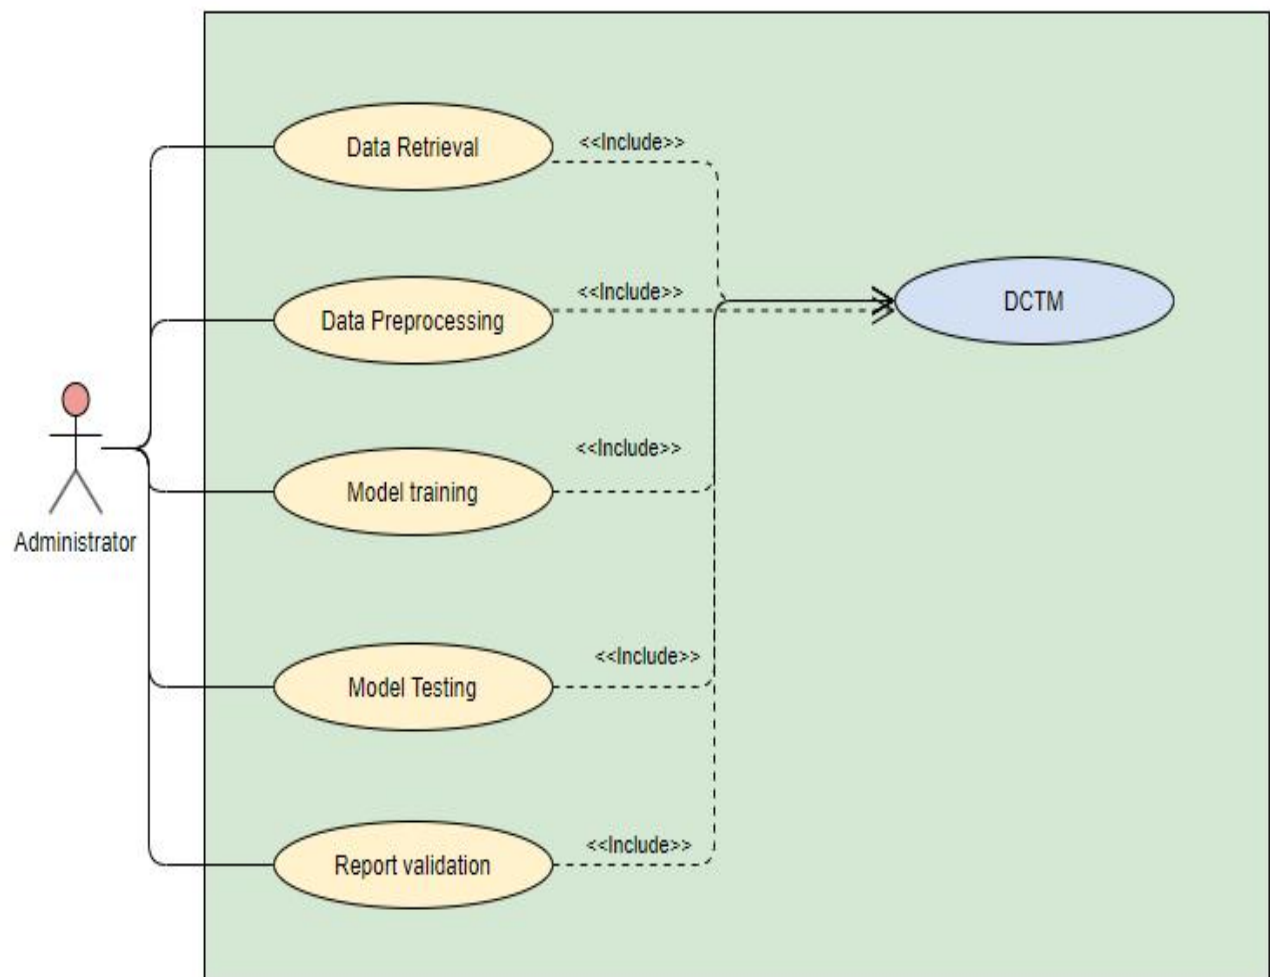 Data Retrieval
<<Include>>
Data Preprocessing
<<Include>>
DCTM
Model training
<<Include>>
Administrator
Model Testing
<<Include>>
Report validation
<<Include>>